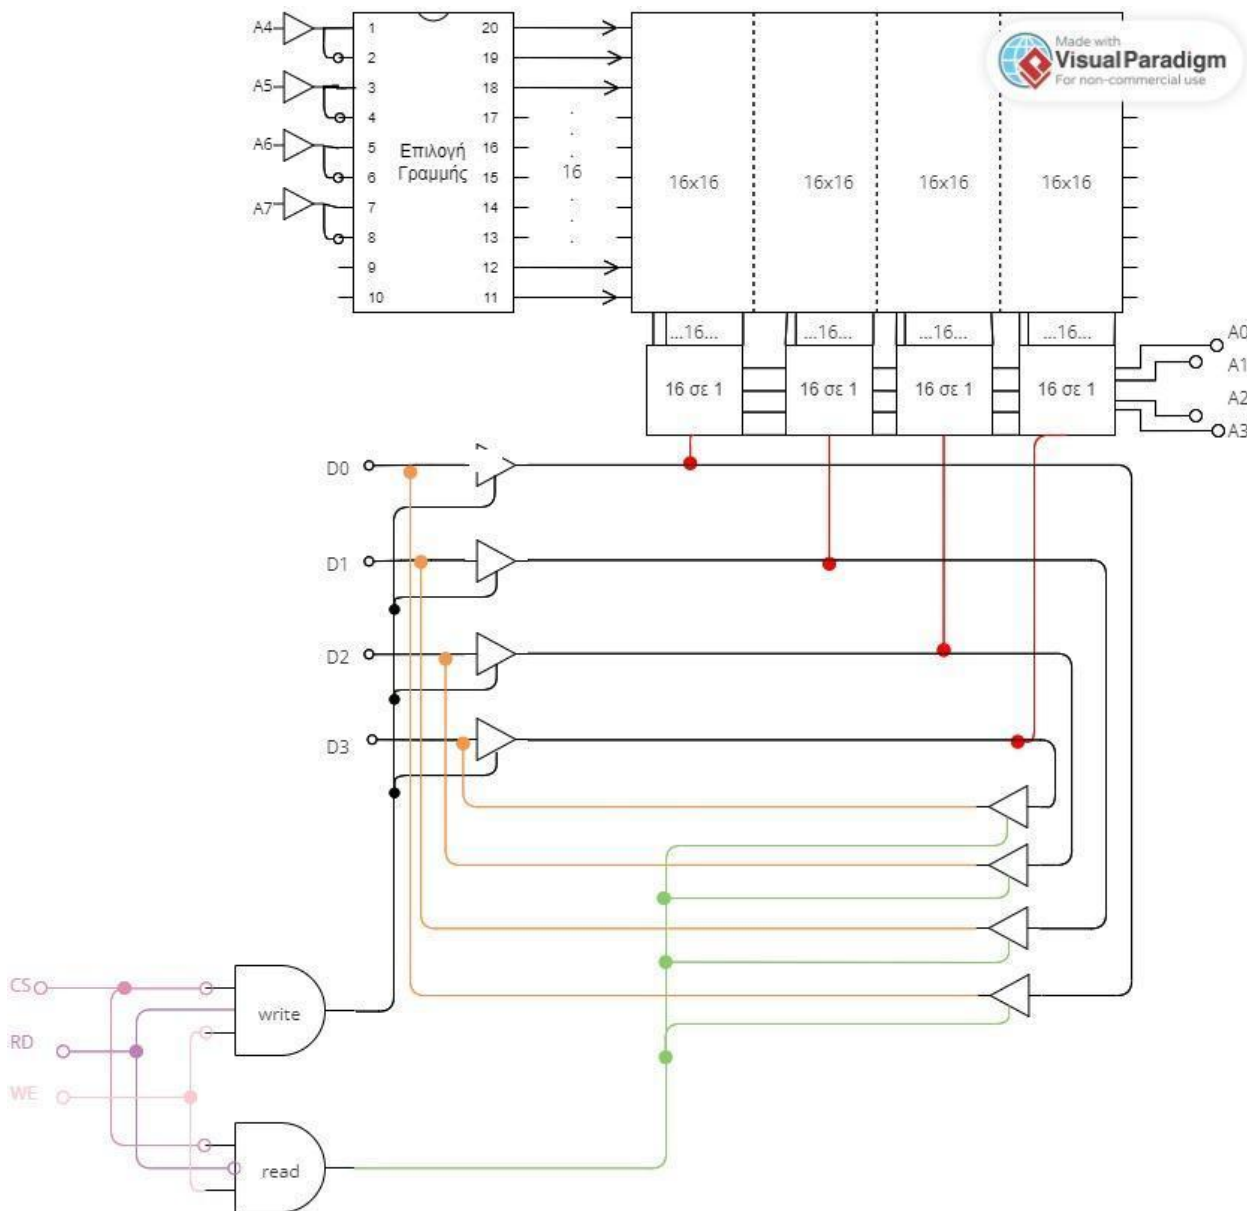 A4
A5
A6
A7
1
2
3
4
5
6
7
8
9
10
Επιλογή
Γραμμής
20
19
18
17
16
15
14
13
12
11
16
16x16
16x16
16x16
16x16
Made with
VisualParadigm
For non-commercial use
...16...
...16...
...16...
...16...
16 σε 1
16 σε 1
16 σε 1
16 σε 1
A0
A1
A2
A3
D0
D1
D2
D3
CS
RD
WE
write
read